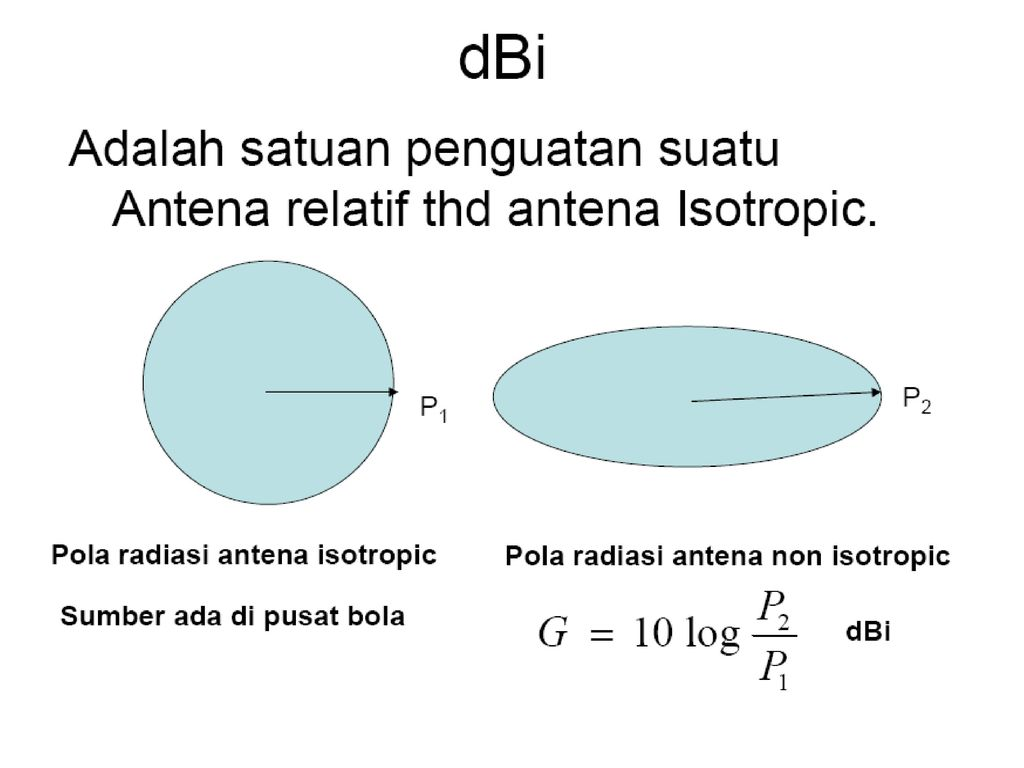 dBi
Adalah satuan penguatan suatu
Antena relatif thd antena Isotropic.
P1
P2
Pola radiasi antena isotropic
Pola radiasi antena non isotropic
Sumber ada di pusat bola
G = 10 log P2/P1 dBi